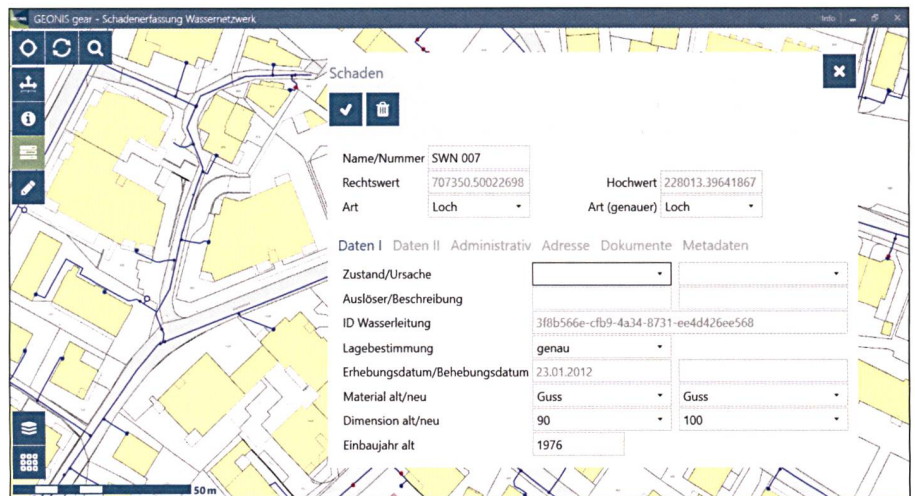 GEONIS gear - Schadenerfassung Wassernetzwerk
Info
Schaden
Name/Nummer SWN 007
Rechtswert 707350.50022698 Hochwert 228013.39641867
Art Loch Art (genauer) Loch
Daten I Daten II Administrativ Adresse Dokumente Metadaten
Zustand/Ursache
Auslöser/Beschreibung
ID Wasserleitung 3f8b566e-cfb9-4a34-8731-ee4d426ee568
Lagebestimmung genau
Erhebungsdatum/Behebungsdatum 23.01.2012
Material alt/neu Guss Guss
Dimension alt/neu 90 100
Einbaujahr alt 1976
50 m